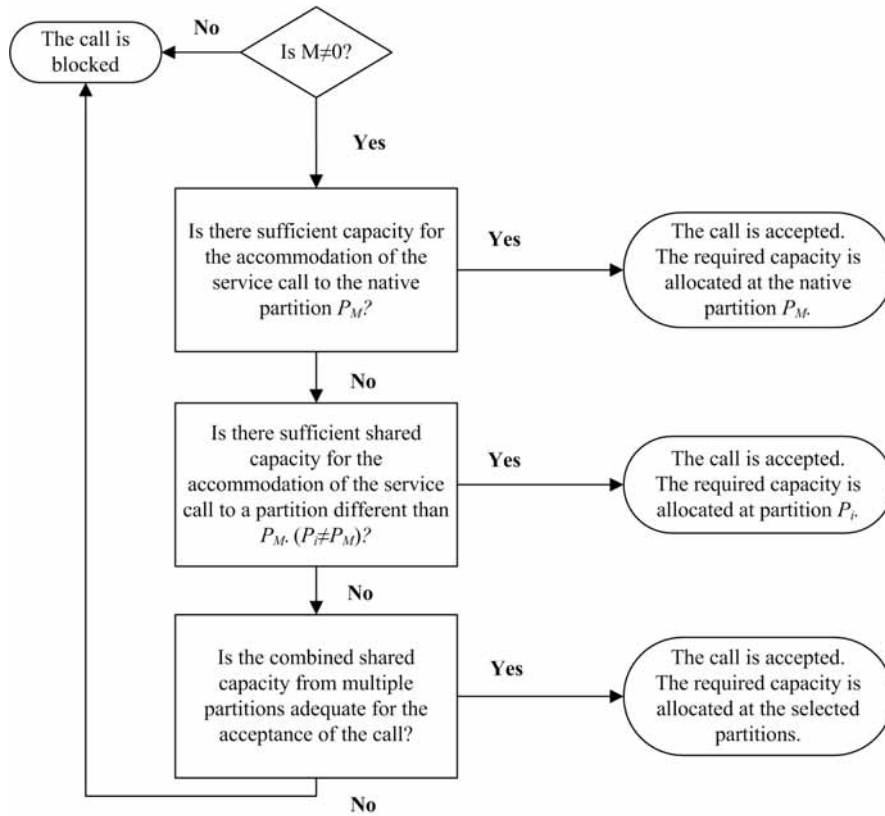 No
The call is
blocked
Is M≠0?
Yes
Is there sufficient capacity for
the accommodation of the
service call to the native
partition P_M?
Yes
The call is accepted.
The required capacity is
allocated at the native
partition P_M.
No
Is there sufficient shared
capacity for the
accommodation of the service
call to a partition different than
P_M. (P_i≠P_M)?
Yes
The call is accepted.
The required capacity is
allocated at partition P_i.
No
Is the combined shared
capacity from multiple
partitions adequate for the
acceptance of the call?
Yes
The call is accepted.
The required capacity is
allocated at the selected
partitions.
No